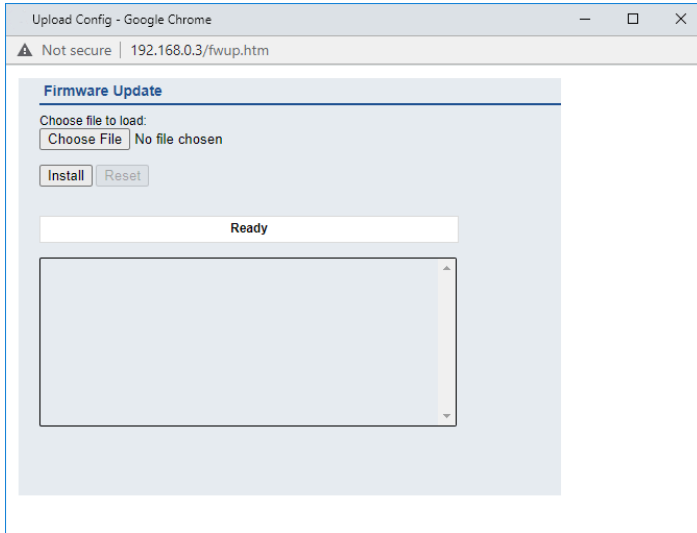 Upload Config - Google Chrome
Not secure | 192.168.0.3/fwup.htm
Firmware Update
Choose file to load:
Choose File No file chosen
Install Reset
Ready